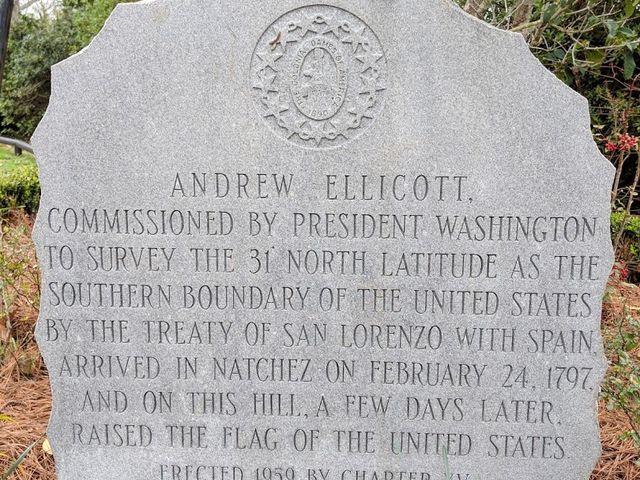 ANDREW ELLICOTT,
COMMISSIONED BY PRESIDENT WASHINGTON
TO SURVEY THE 31° NORTH LATITUDE AS THE
SOUTHERN BOUNDARY OF THE UNITED STATES
BY THE TREATY OF SAN LORENZO WITH SPAIN,
ARRIVED IN NATCHEZ ON FEBRUARY 24, 1797,
AND ON THIS HILL, A FEW DAYS LATER,
RAISED THE FLAG OF THE UNITED STATES
ERECTED 1959 BY CHAPTER XV